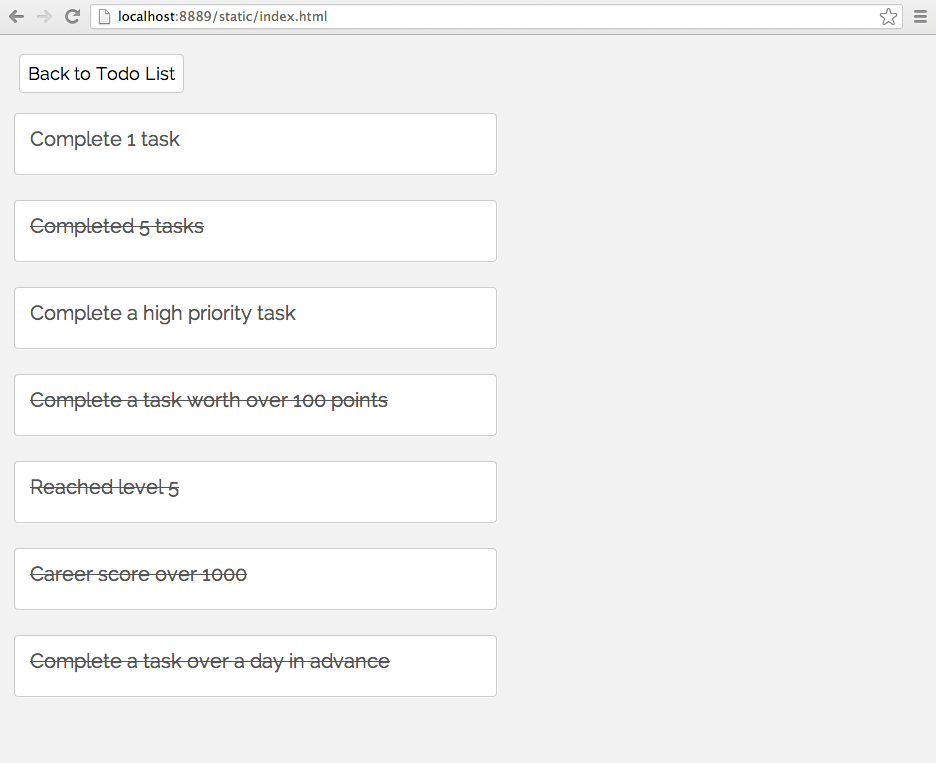 localhost:8889/static/index.html
Back to Todo List
Complete 1 task
Completed 5 tasks
Complete a high priority task
Complete a task worth over 100 points
Reached level 5
Career score over 1000
Complete a task over a day in advance